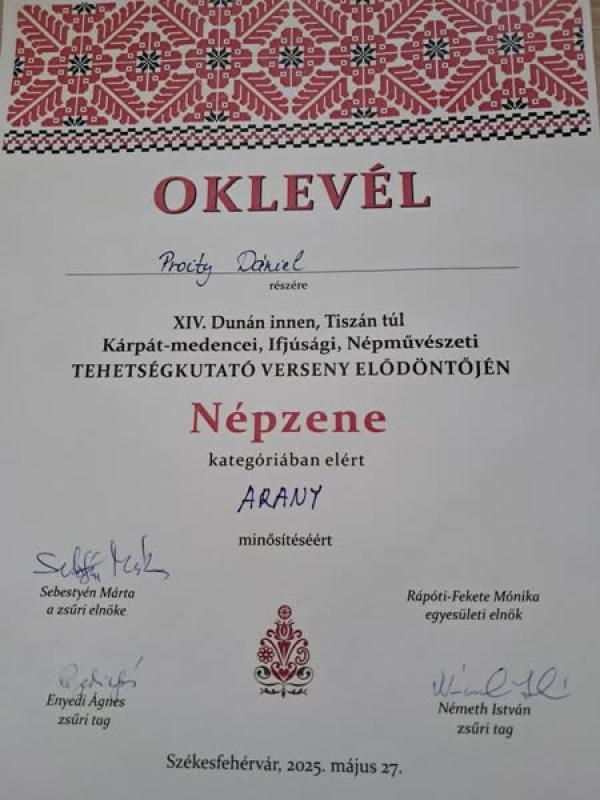 OKLEVÉL
Procity Dániel
részére
XIV. Dunán innen, Tiszán túl
Kárpát-medencei, Ifjúsági, Népművészeti
TEHETSÉGKUTATÓ VERSENY ELŐDÖNTŐJÉN
Népzene
kategóriában elért
ARANY
minősítéséért
Sebestyén Márta
a zsűri elnöke
Rápóti-Fekete Mónika
egyesületi elnök
Enyedi Ágnes
zsűri tag
Németh István
zsűri tag
Székesfehérvár, 2025. május 27.